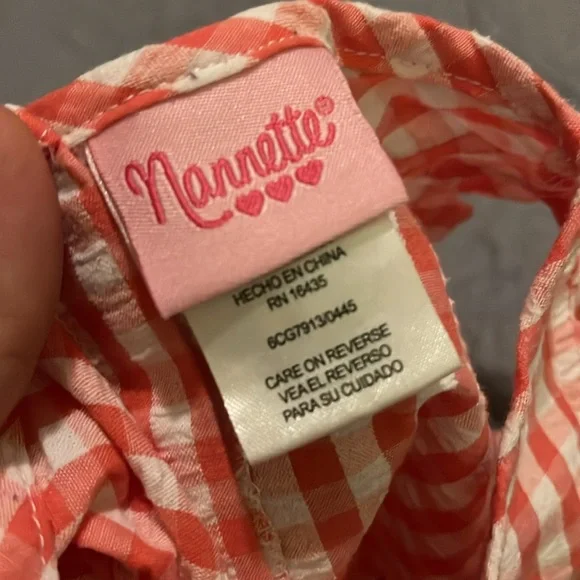 Nannette®
HECHO EN CHINA
RN 16435
6CG7913/0445
CARE ON REVERSE
VEA EL REVERSO
PARA SU CUIDADO